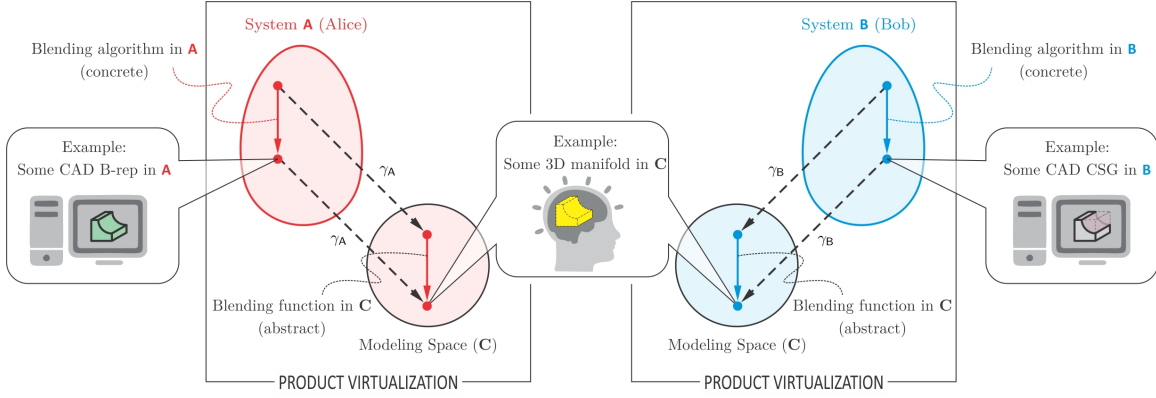 System A (Alice)
Blending algorithm in A
(concrete)
Example:
Some CAD B-rep in A
γA
γA
Blending function in C
(abstract)
Modeling Space (C)
PRODUCT VIRTUALIZATION
Example:
Some 3D manifold in C
System B (Bob)
Blending algorithm in B
(concrete)
Example:
Some CAD CSG in B
γB
γB
Blending function in C
(abstract)
Modeling Space (C)
PRODUCT VIRTUALIZATION